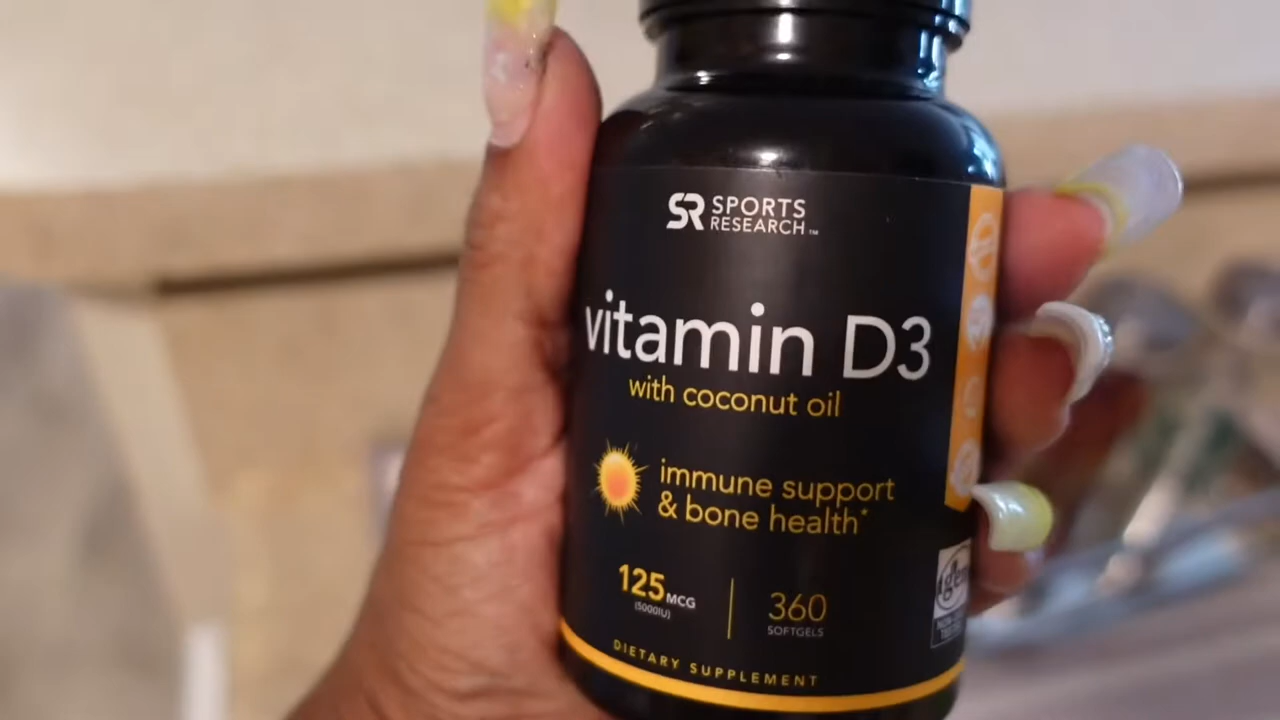 SR SPORTS
RESEARCH™
vitamin D3
with coconut oil
immune support
& bone health*
125 MCG
(5000IU)
360
SOFTGELS
DIETARY SUPPLEMENT